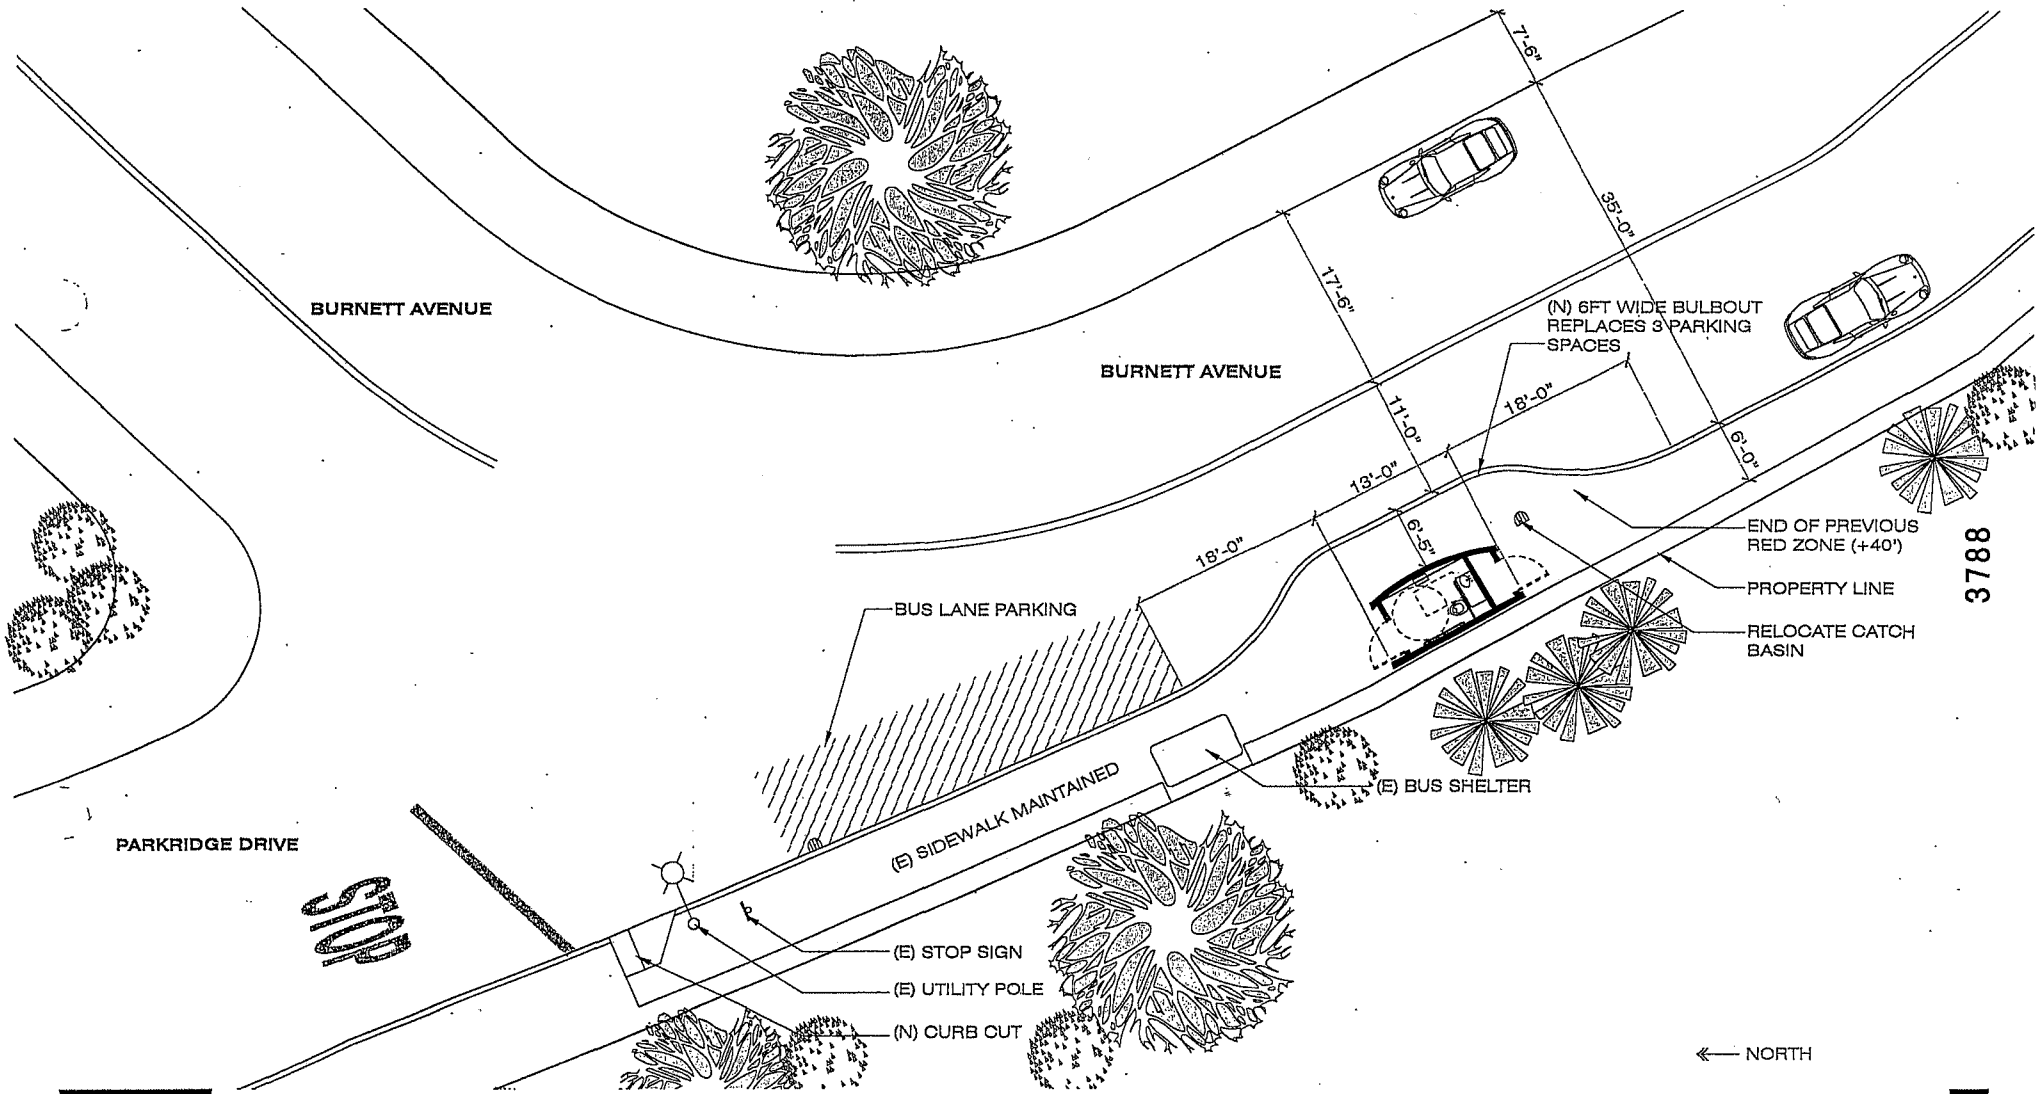 7'-6"
35'-0"
17'-6"
BURNETT AVENUE
(N) 6FT WIDE BULBOUT
REPLACES 3 PARKING
SPACES
BURNETT AVENUE
18'-0"
11'-0"
6'-0"
13'-0"
6'-5"
18'-0"
END OF PREVIOUS
RED ZONE (+40')
PROPERTY LINE
RELOCATE CATCH
BASIN
3788
BUS LANE PARKING
(E) BUS SHELTER
(E) SIDEWALK MAINTAINED
PARKRIDGE DRIVE
STOP
(E) STOP SIGN
(E) UTILITY POLE
(N) CURB CUT
NORTH